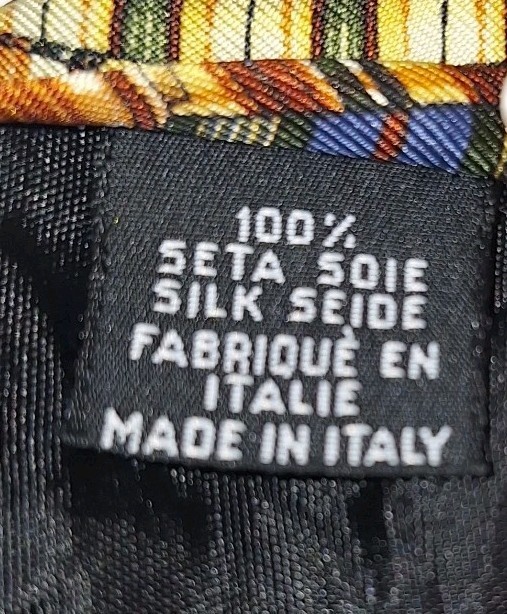 100%
SETA SOIE
SILK SEIDE
FABRIQUÈ EN
ITALIE
MADE IN ITALY